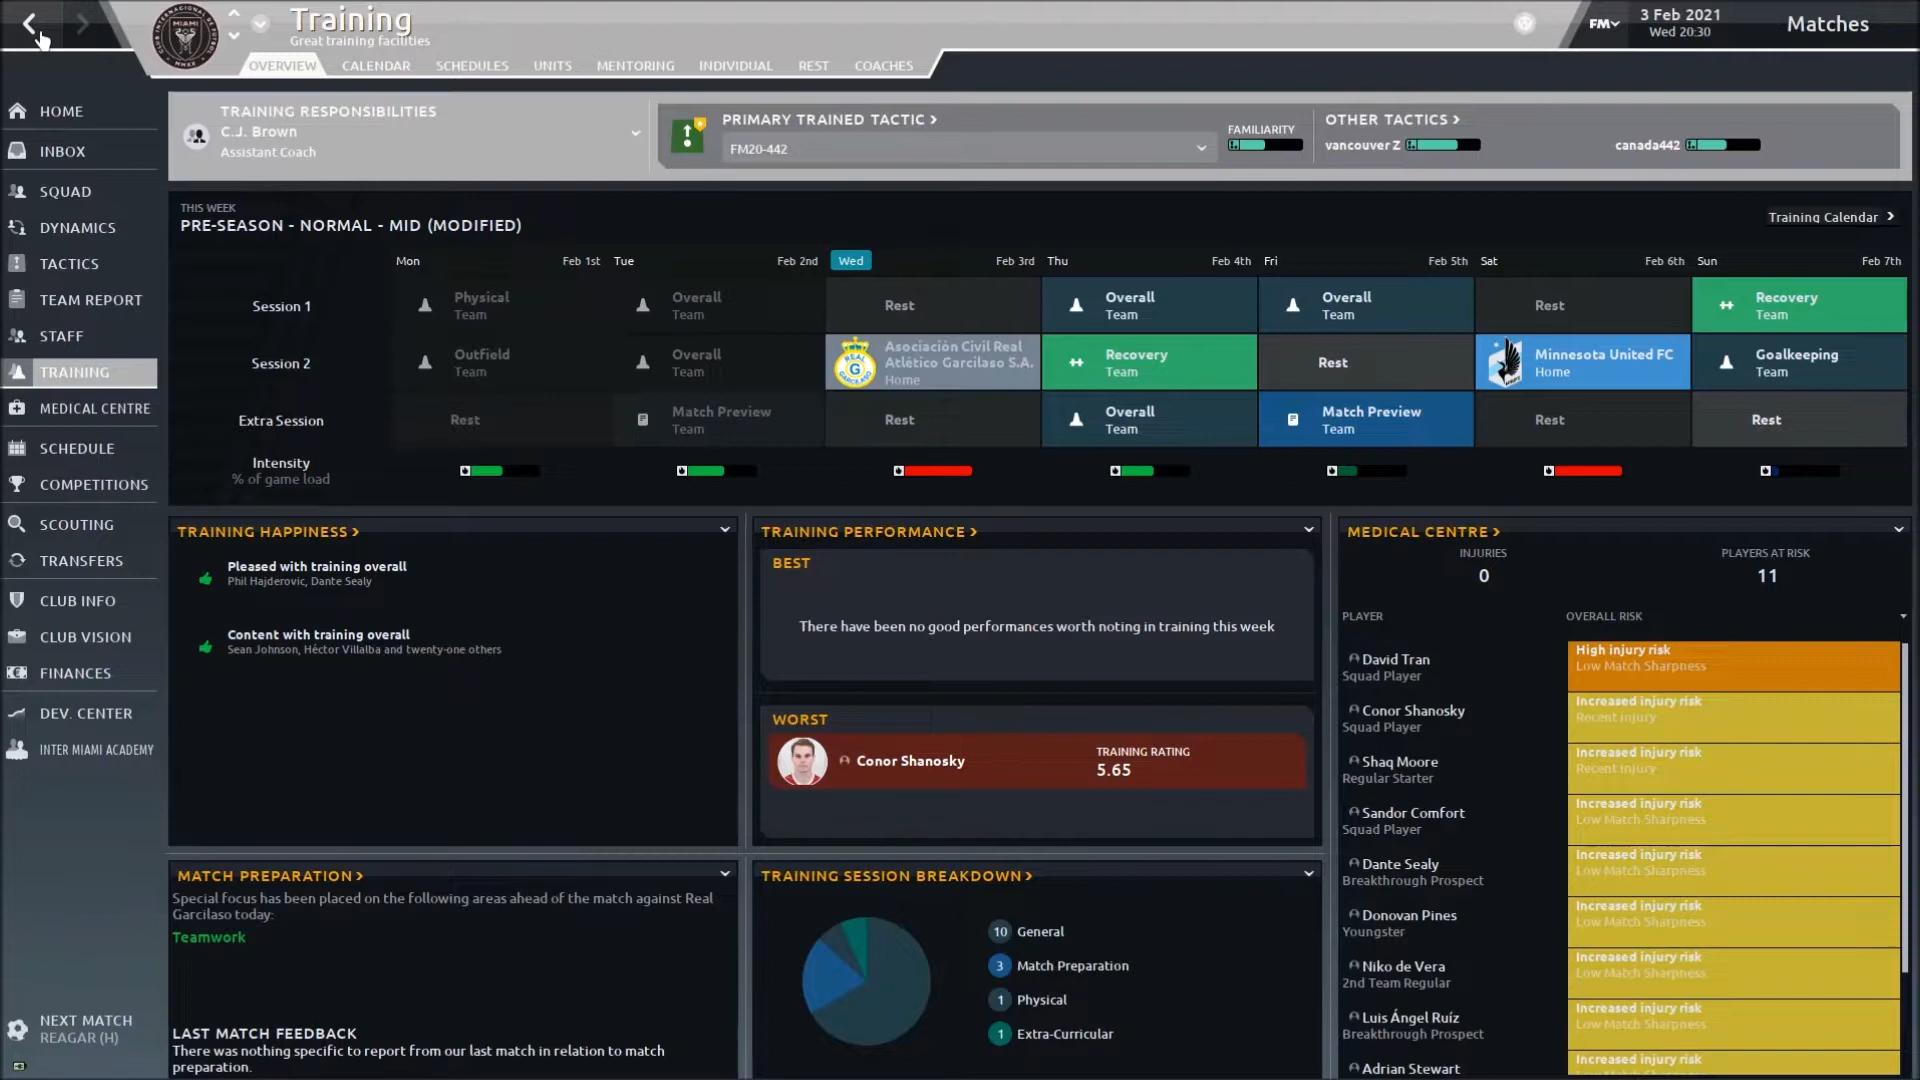 Training
Great training facilities
FM
3 Feb 2021
Wed 20:30
Matches
OVERVIEW CALENDAR SCHEDULES UNITS MENTORING INDIVIDUAL REST COACHES
HOME
INBOX
SQUAD
DYNAMICS
TACTICS
TEAM REPORT
STAFF
TRAINING
MEDICAL CENTRE
SCHEDULE
COMPETITIONS
SCOUTING
TRANSFERS
CLUB INFO
CLUB VISION
FINANCES
DEV. CENTER
INTER MIAMI ACADEMY
NEXT MATCH
REAGAR (H)
TRAINING RESPONSIBILITIES
C.J. Brown
Assistant Coach
PRIMARY TRAINED TACTIC >
FM20-442
FAMILIARITY
OTHER TACTICS >
vancouver Z
canada442
THIS WEEK
PRE-SEASON - NORMAL - MID (MODIFIED)
Training Calendar >
Mon Feb 1st Tue Feb 2nd Wed Feb 3rd Thu Feb 4th Fri Feb 5th Sat Feb 6th Sun Feb 7th
Session 1
Physical
Team
Overall
Team
Rest
Overall
Team
Overall
Team
Rest
Recovery
Team
Session 2
Outfield
Team
Overall
Team
Asociación Civil Real
Atlético Garcilaso S.A.
Home
Recovery
Team
Rest
Minnesota United FC
Home
Goalkeeping
Team
Extra Session
Rest
Match Preview
Team
Rest
Overall
Team
Match Preview
Team
Rest
Rest
Intensity
% of game load
TRAINING HAPPINESS >
Pleased with training overall
Phil Hajderovic, Dante Sealy
Content with training overall
Sean Johnson, Héctor Villalba and twenty-one others
TRAINING PERFORMANCE >
BEST
There have been no good performances worth noting in training this week
WORST
Conor Shanosky
TRAINING RATING
5.65
MEDICAL CENTRE >
INJURIES
0
PLAYERS AT RISK
11
PLAYER OVERALL RISK
David Tran
Squad Player
High injury risk
Low Match Sharpness
Conor Shanosky
Squad Player
Increased injury risk
Recent injury
Shaq Moore
Regular Starter
Increased injury risk
Recent injury
Sandor Comfort
Squad Player
Increased injury risk
Low Match Sharpness
Dante Sealy
Breakthrough Prospect
Increased injury risk
Low Match Sharpness
Donovan Pines
Youngster
Increased injury risk
Low Match Sharpness
Niko de Vera
2nd Team Regular
Increased injury risk
Low Match Sharpness
Luis Ángel Ruíz
Breakthrough Prospect
Increased injury risk
Low Match Sharpness
Adrian Stewart
Increased injury risk
MATCH PREPARATION >
Special focus has been placed on the following areas ahead of the match against Real
Garcilaso today:
Teamwork
LAST MATCH FEEDBACK
There was nothing specific to report from our last match in relation to match
preparation.
TRAINING SESSION BREAKDOWN >
10 General
3 Match Preparation
1 Physical
1 Extra-Curricular